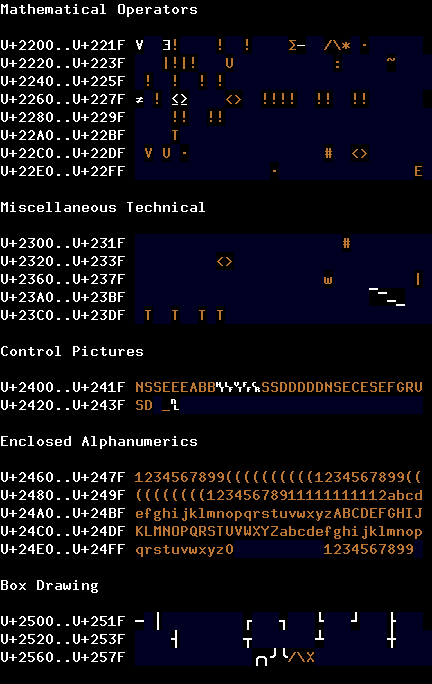 Mathematical Operators
U+2200..U+221F ∀  ∃!    !  !    Σ−  /\* ·
U+2220..U+223F    |!|!   U           :     ~
U+2240..U+225F  !  !  ! !
U+2260..U+227F ≠ ! ≤≥    <>  !!!!  !!  !!
U+2280..U+229F     !!  !!
U+22A0..U+22BF     T
U+22C0..U+22DF  V U ·               #  <>
U+22E0..U+22FF                ·               E
Miscellaneous Technical
U+2300..U+231F                        #
U+2320..U+233F          <>
U+2360..U+237F                      ω         |
U+23A0..U+23BF                           ⎺⎻⎼⎽
U+23C0..U+23DF  T  T  T T
Control Pictures
U+2400..U+241F NSSEEEABB␉␊␋␌␍SSDDDDDNSECESEFGRU
U+2420..U+243F SD _␤
Enclosed Alphanumerics
U+2460..U+247F 1234567899((((((((((1234567899((
U+2480..U+249F ((((((((12345678911111111112abcd
U+24A0..U+24BF efghijklmnopqrstuvwxyzABCDEFGHIJ
U+24C0..U+24DF KLMNOPQRSTUVWXYZabcdefghijklmnop
U+24E0..U+24FF qrstuvwxyz0          1234567899
Box Drawing
U+2500..U+251F ─ │         ┌   ┐   └   ┘   ├
U+2520..U+253F     ┤       ┬       ┴       ┼
U+2560..U+257F              ╭╮╯╰/\X